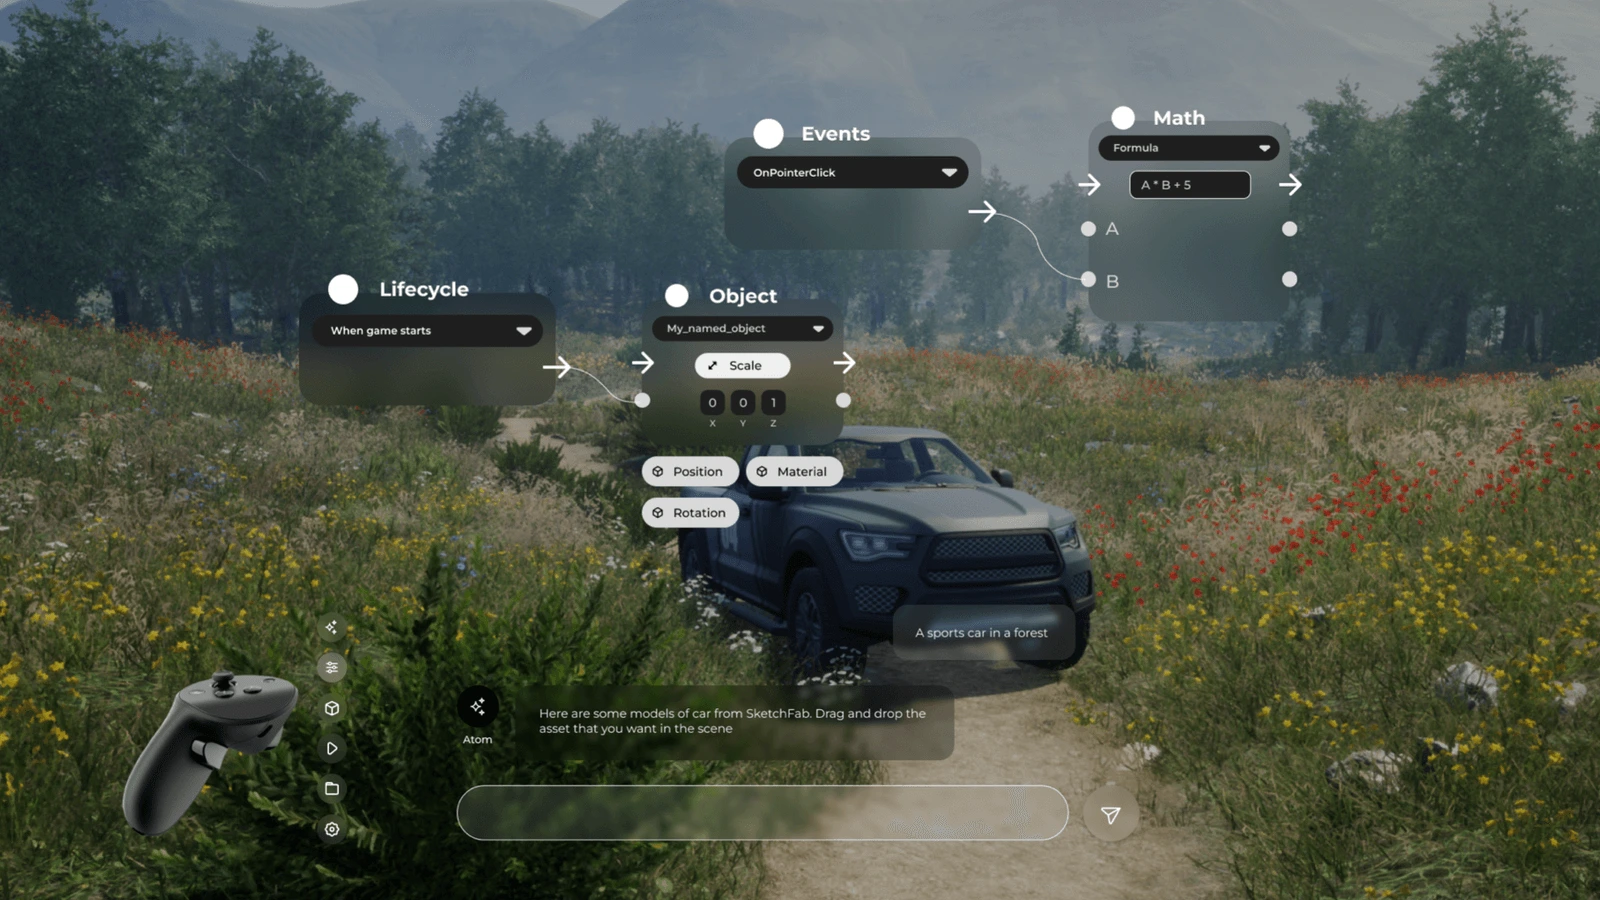 Events
OnPointerClick
Math
Formula
A * B + 5
A
B
Lifecycle
When game starts
Object
My_named_object
Scale
0 0 1
X Y Z
Position
Material
Rotation
A sports car in a forest
Atom
Here are some models of car from SketchFab. Drag and drop the
asset that you want in the scene